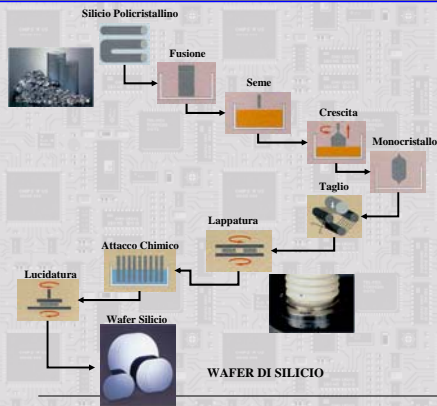 Silicio Policristallino
Fusione
Seme
Crescita
Monocristallo
Taglio
Lappatura
Attacco Chimico
Lucidatura
Wafer Silicio
WAFER DI SILICIO